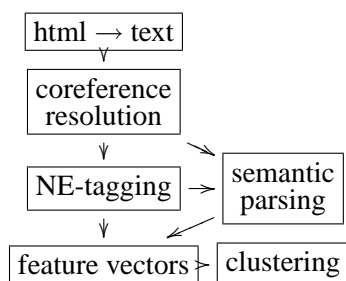 html → text
coreference
resolution
NE-tagging
semantic
parsing
feature vectors
clustering